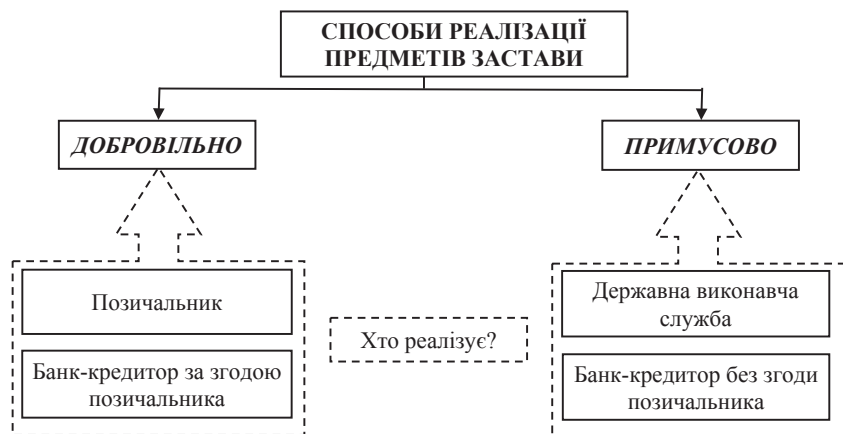 СПОСОБИ РЕАЛІЗАЦІЇ
ПРЕДМЕТІВ ЗАСТАВИ
ДОБРОВІЛЬНО
ПРИМУСОВО
Позичальник
Банк-кредитор за згодою
позичальника
Хто реалізує?
Державна виконавча
служба
Банк-кредитор без згоди
позичальника